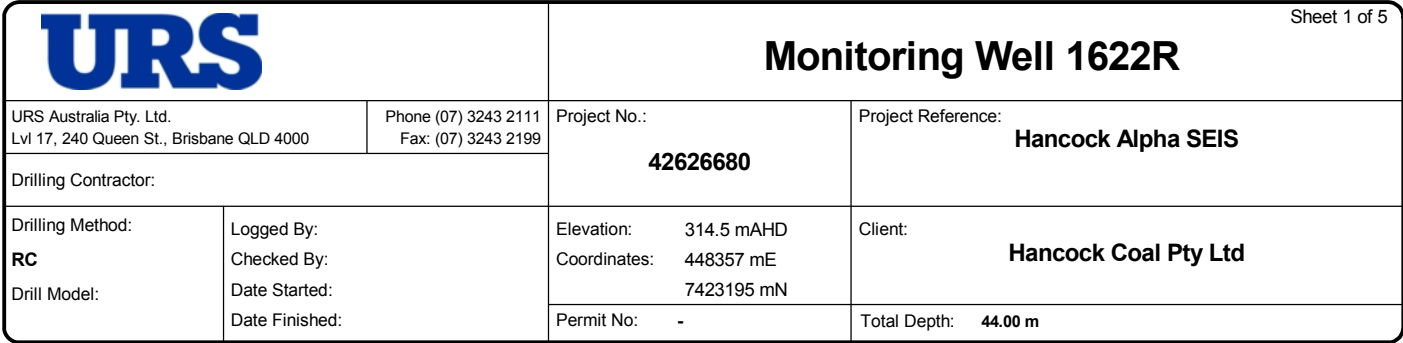 URS
Sheet 1 of 5
Monitoring Well 1622R
URS Australia Pty. Ltd.
Lvl 17, 240 Queen St., Brisbane QLD 4000
Phone (07) 3243 2111
Fax: (07) 3243 2199
Project No.:
42626680
Project Reference:
Hancock Alpha SEIS
Drilling Contractor:
Drilling Method:
RC
Drill Model:
Logged By:
Checked By:
Date Started:
Date Finished:
Elevation: 314.5 mAHD
Coordinates: 448357 mE
7423195 mN
Permit No: -
Client:
Hancock Coal Pty Ltd
Total Depth: 44.00 m